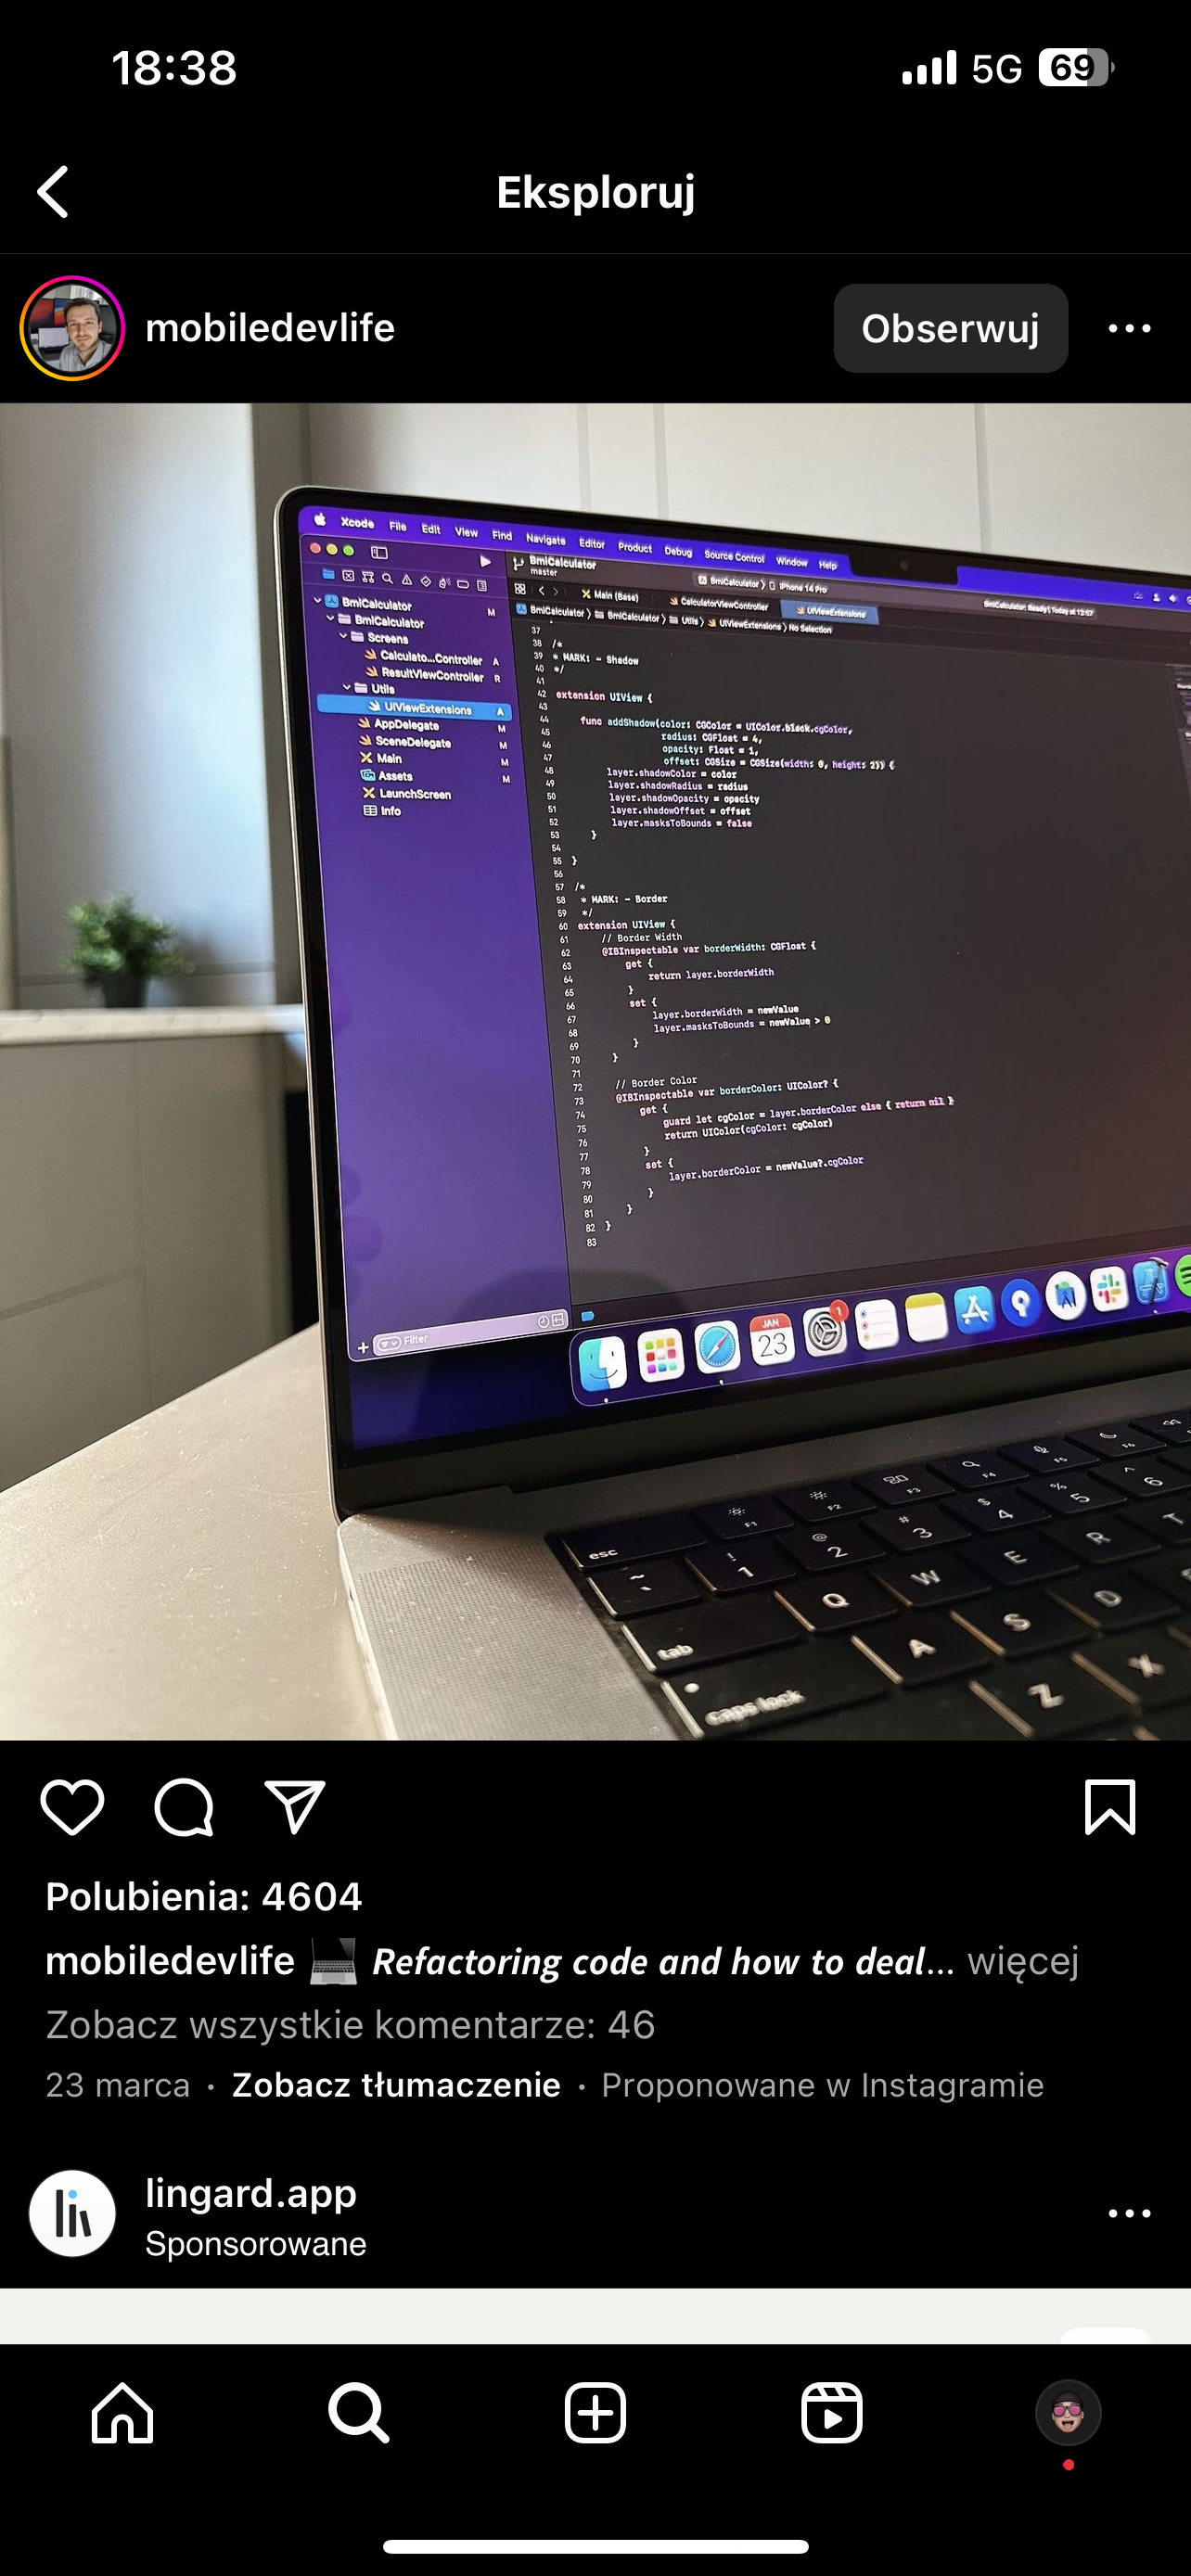 18:38
5G 69
Eksploruj
mobiledevlife
Obserwuj
Xcode File Edit View Find Navigate Editor Product Debug Source Control Window Help
BmiCalculator
master
BmiCalculator 〉 iPhone 14 Pro
BmiCalculator: Ready | Today at 12:57
Main (Base) CalculatorViewController UIViewExtensions
BmiCalculator 〉 BmiCalculator 〉 Utils 〉 UIViewExtensions 〉 No Selection
BmiCalculator M
BmiCalculator
Screens
Calculato...Controller A
ResultViewController R
Utils
UIViewExtensions A
AppDelegate M
SceneDelegate M
Main M
Assets M
LaunchScreen
Info
Filter
37
38 /*
39 * MARK: - Shadow
40 */
41
42 extension UIView {
43
44 func addShadow(color: CGColor = UIColor.black.cgColor,
45 radius: CGFloat = 4,
46 opacity: Float = 1,
47 offset: CGSize = CGSize(width: 0, height: 2)) {
48 layer.shadowColor = color
49 layer.shadowRadius = radius
50 layer.shadowOpacity = opacity
51 layer.shadowOffset = offset
52 layer.masksToBounds = false
53 }
54
55 }
56
57 /*
58 * MARK: - Border
59 */
60 extension UIView {
61 // Border Width
62 @IBInspectable var borderWidth: CGFloat {
63 get {
64 return layer.borderWidth
65 }
66 set {
67 layer.borderWidth = newValue
68 layer.masksToBounds = newValue > 0
69 }
70 }
71
72 // Border Color
73 @IBInspectable var borderColor: UIColor? {
74 get {
75 guard let cgColor = layer.borderColor else { return nil }
76 return UIColor(cgColor: cgColor)
77 }
78 set {
79 layer.borderColor = newValue?.cgColor
80 }
81 }
82 }
83
JAN
23
1
esc F1 F2 F3 F4 F5 F6
~ ! 1 @ 2 # 3 $ 4 % 5 ^ 6
tab Q W E R T
caps lock A S D
Z X
Polubienia: 4604
mobiledevlife 💻 Refactoring code and how to deal... więcej
Zobacz wszystkie komentarze: 46
23 marca · Zobacz tłumaczenie · Proponowane w Instagramie
lingard.app
Sponsorowane